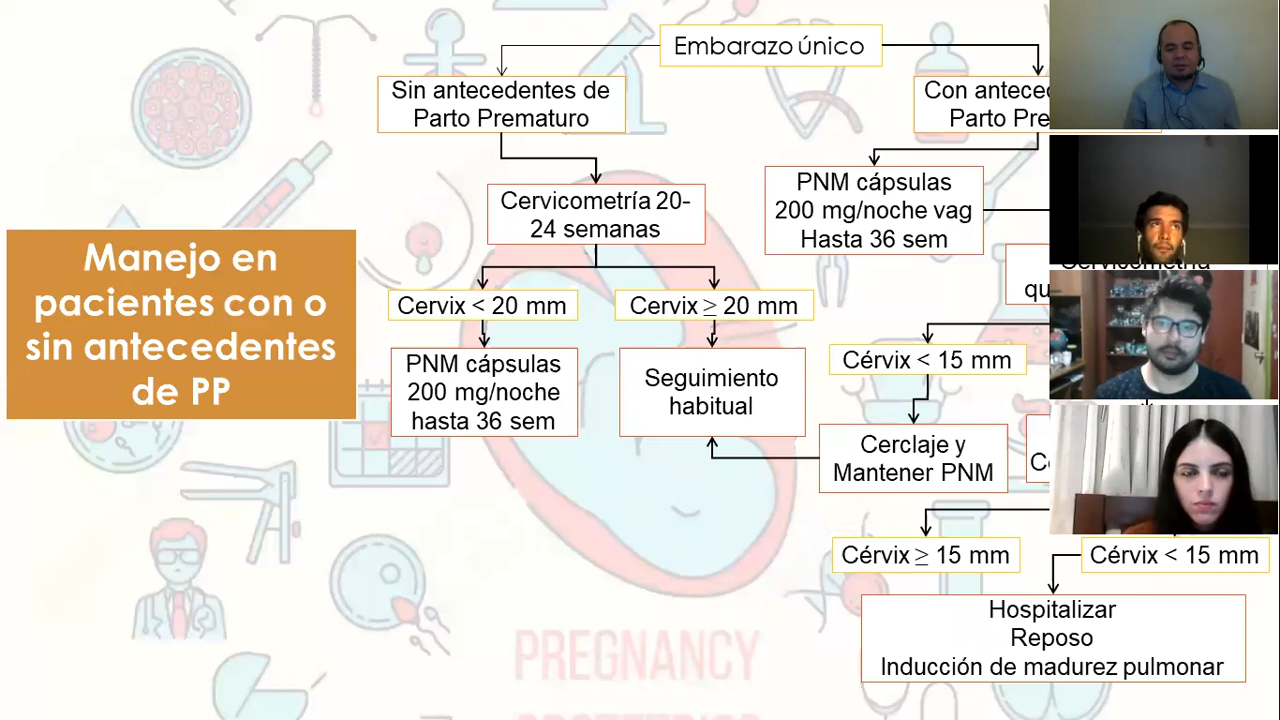 Manejo en
pacientes con o
sin antecedentes
de PP
Embarazo único
Sin antecedentes de
Parto Prematuro
Cervicometría 20-
24 semanas
Cervix < 20 mm
Cervix ≥ 20 mm
PNM cápsulas
200 mg/noche
hasta 36 sem
Seguimiento
habitual
Con
Parto
PNM cápsulas
200 mg/noche vag
Hasta 36 sem
Cervicometría
Cérvix < 15 mm
Cerclaje y
Mantener PNM
Cérvix ≥ 15 mm
Cérvix < 15 mm
Hospitalizar
Reposo
Inducción de madurez pulmonar
PREGNANCY